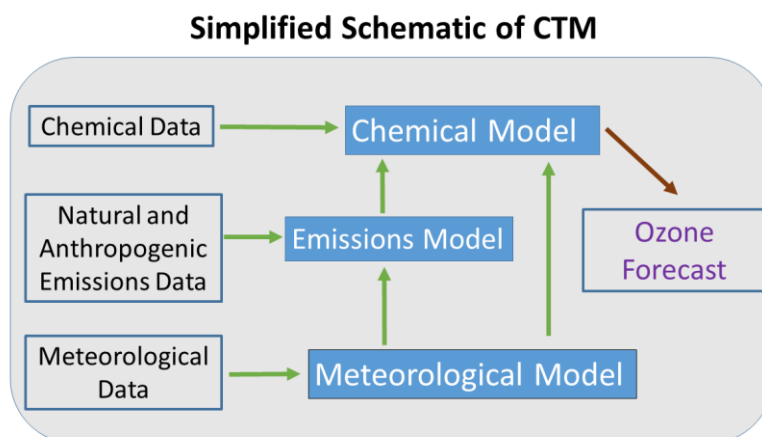 Simplified Schematic of CTM
Chemical Data
Chemical Model
Natural and
Anthropogenic
Emissions Data
Emissions Model
Ozone
Forecast
Meteorological
Data
Meteorological Model